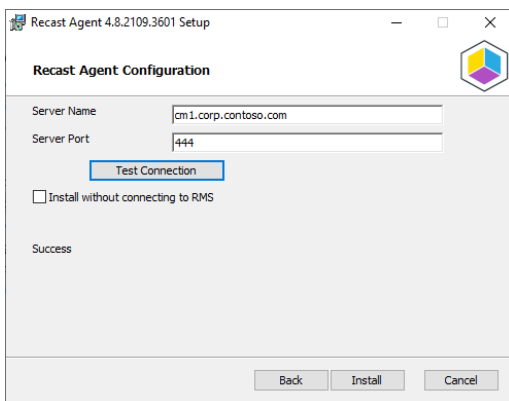 Recast Agent 4.8.2109.3601 Setup
Recast Agent Configuration
Server Name
cm1.corp.contoso.com
Server Port
444
Test Connection
Install without connecting to RMS
Success
Back Install Cancel